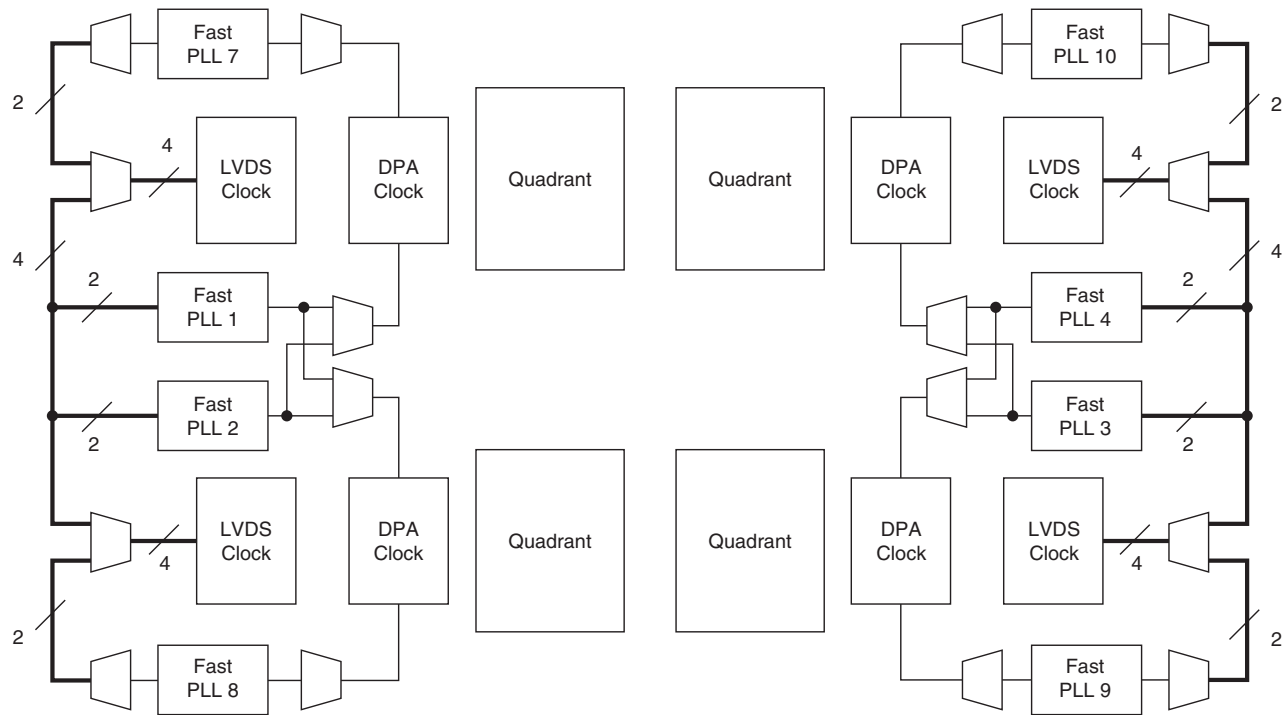 Fast
PLL 7
Fast
PLL 10
2
2
4
LVDS
Clock
DPA
Clock
Quadrant
Quadrant
DPA
Clock
LVDS
Clock
4
4
4
2
Fast
PLL 1
Fast
PLL 4
2
2
Fast
PLL 2
Fast
PLL 3
2
4
LVDS
Clock
DPA
Clock
Quadrant
Quadrant
DPA
Clock
LVDS
Clock
4
2
2
Fast
PLL 8
Fast
PLL 9